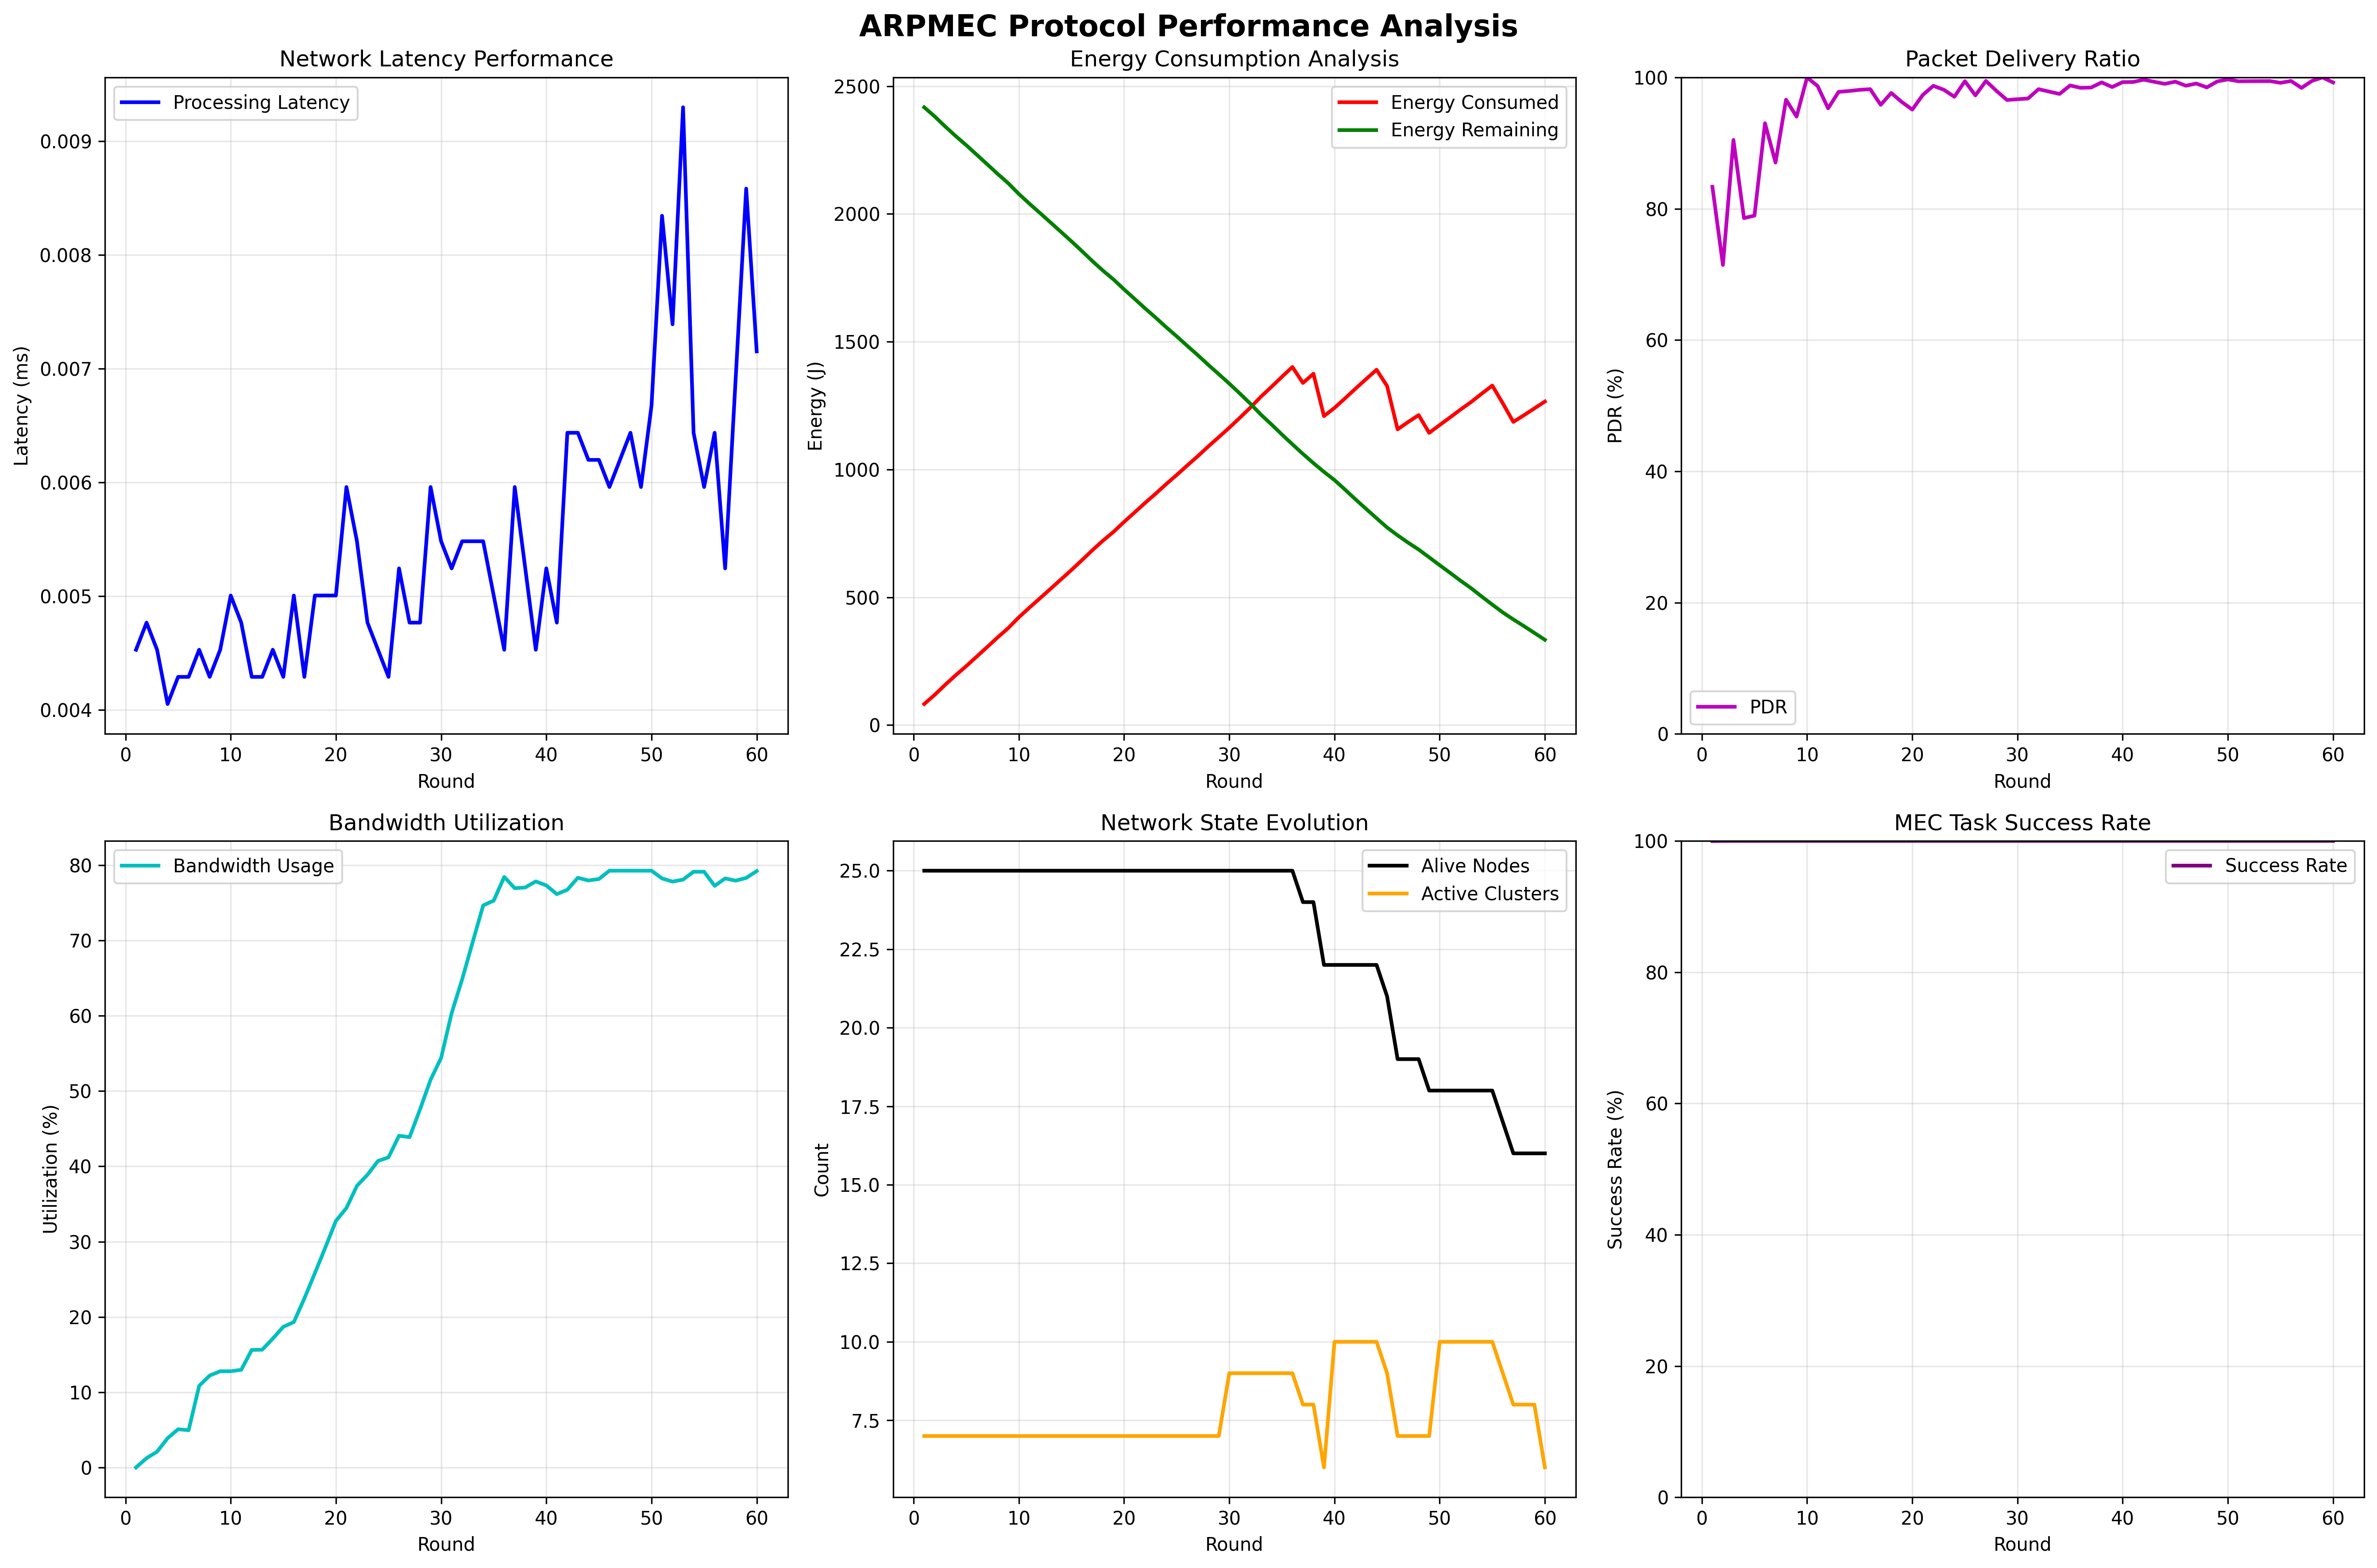 ARPMEC Protocol Performance Analysis
Network Latency Performance
Processing Latency
0.009
0.008
0.007
0.006
0.005
0.004
Latency (ms)
0 10 20 30 40 50 60
Round
Energy Consumption Analysis
Energy Consumed
Energy Remaining
2500
2000
1500
1000
500
0
Energy (J)
0 10 20 30 40 50 60
Round
Packet Delivery Ratio
100
80
60
40
20
0
PDR (%)
PDR
0 10 20 30 40 50 60
Round
Bandwidth Utilization
Bandwidth Usage
80
70
60
50
40
30
20
10
0
Utilization (%)
0 10 20 30 40 50 60
Round
Network State Evolution
Alive Nodes
Active Clusters
25.0
22.5
20.0
17.5
15.0
12.5
10.0
7.5
Count
0 10 20 30 40 50 60
Round
MEC Task Success Rate
Success Rate
100
80
60
40
20
0
Success Rate (%)
0 10 20 30 40 50 60
Round